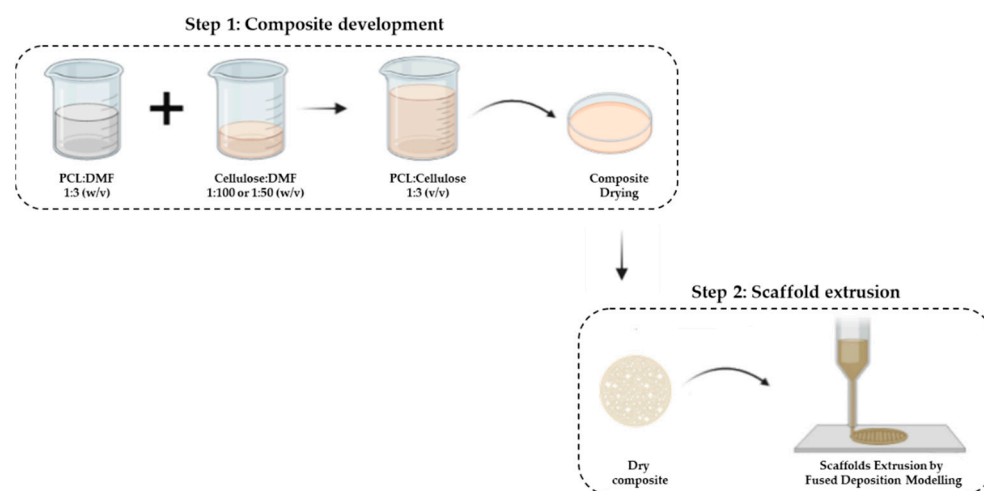 Step 1: Composite development
PCL:DMF
1:3 (w/v)
Cellulose:DMF
1:100 or 1:50 (w/v)
PCL:Cellulose
1:3 (v/v)
Composite
Drying
Step 2: Scaffold extrusion
Dry
composite
Scaffolds Extrusion by
Fused Deposition Modelling